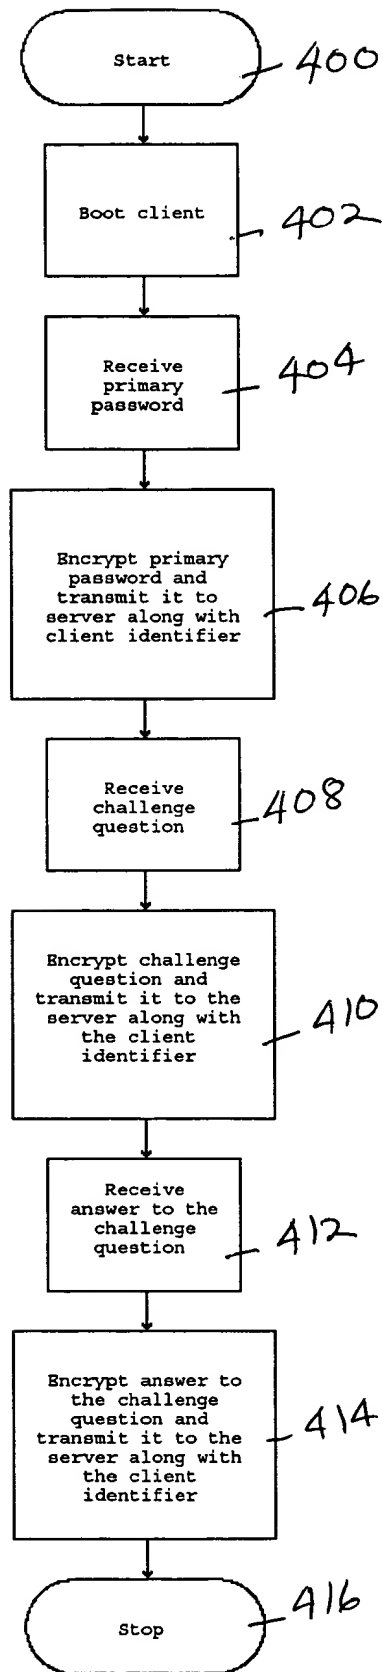 Start
400
Boot client
402
Receive
primary
password
404
Encrypt primary
password and
transmit it to
server along with
client identifier
406
Receive
challenge
question
408
Encrypt challenge
question and
transmit it to the
server along with
the client
identifier
410
Receive
answer to the
challenge
question
412
Encrypt answer to
the challenge
question and
transmit it to the
server along with
the client
identifier
414
Stop
416